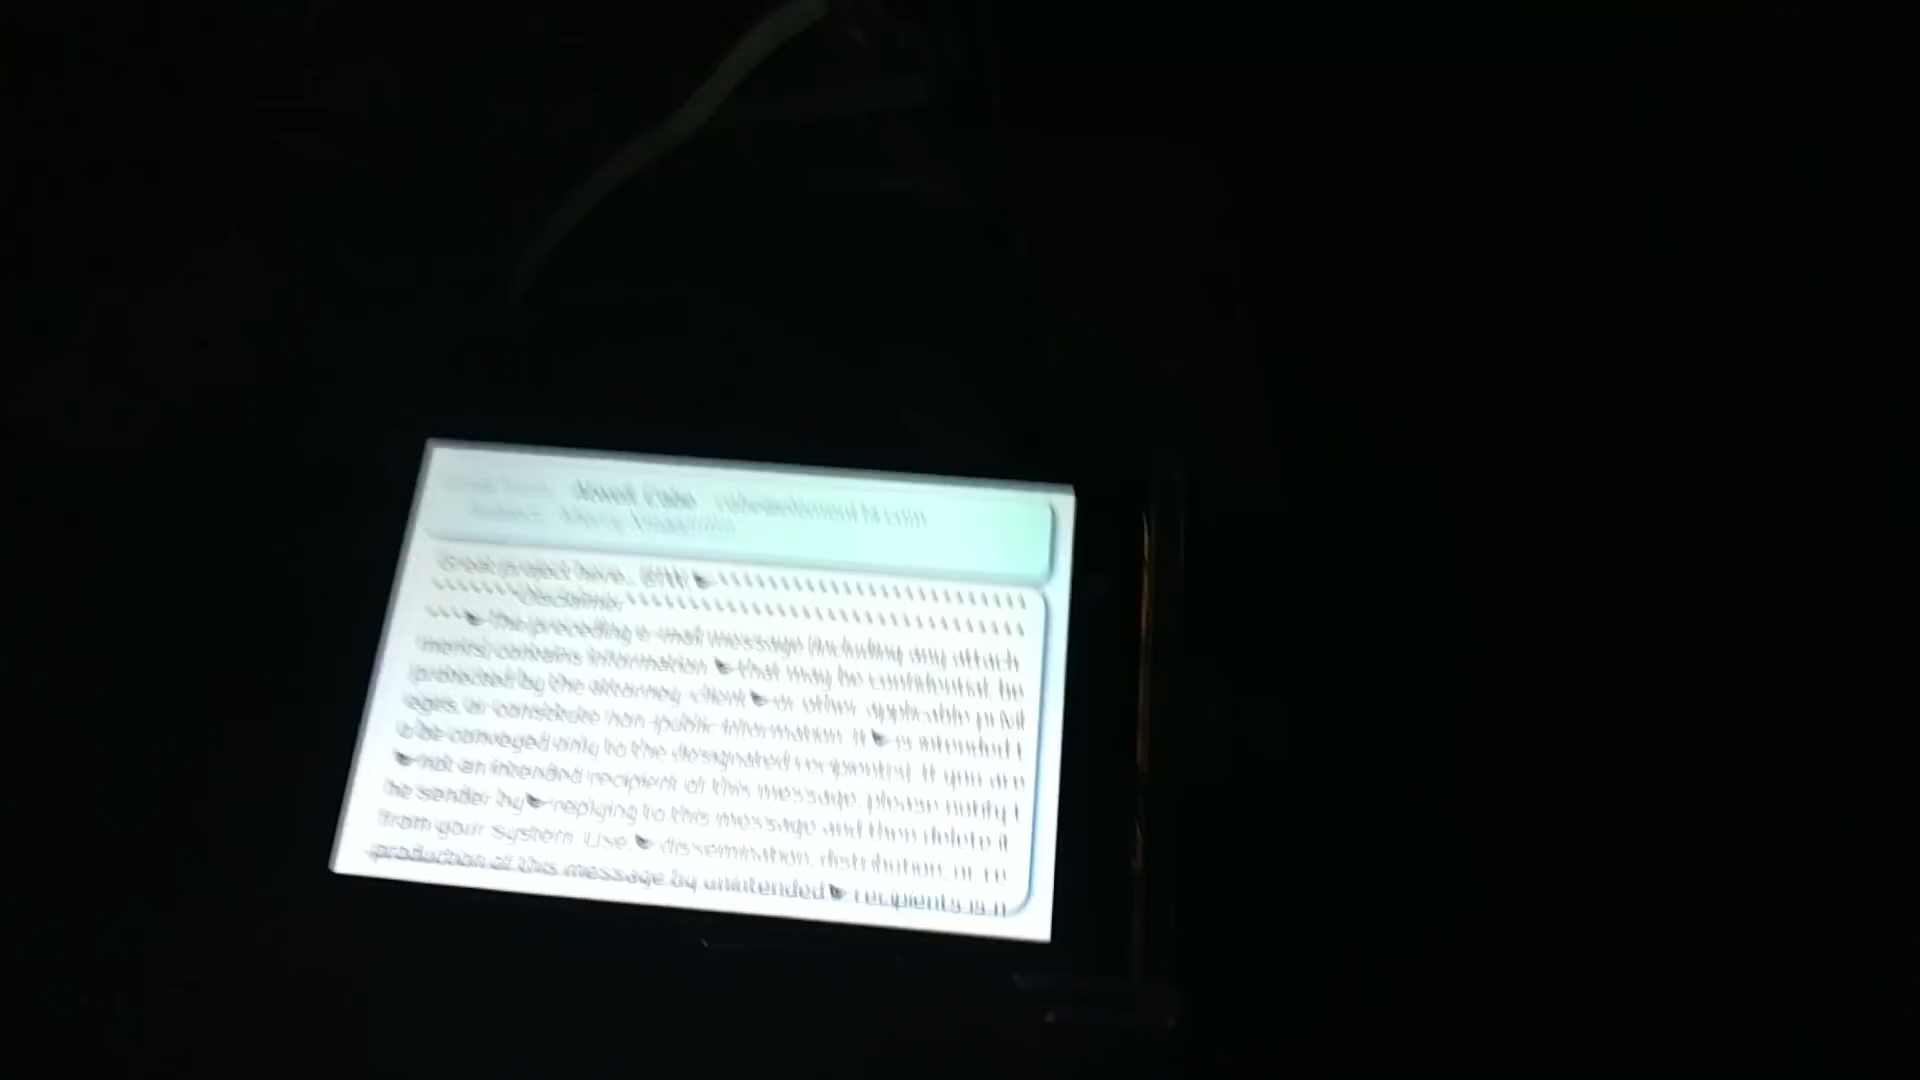 Great project here.
Disclaimer
The preceding e-mail message (including any attach
ments) contains information that may be confidential, be
protected by the attorney-client or other applicable privil
eges, or constitute non-public information. It is intended t
o be conveyed only to the designated recipient(s). If you are
not an intended recipient of this message, please notify t
he sender by replying to this message and then delete it
from your system. Use, dissemination, distribution, or re
production of this message by unintended recipients is n